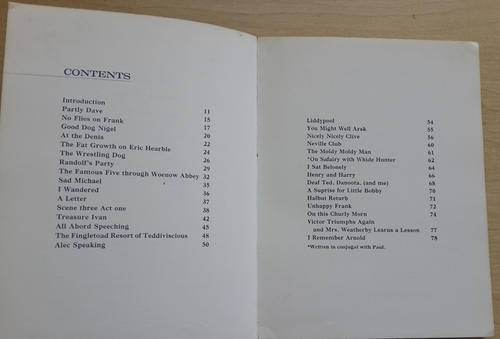 CONTENTS
Introduction
Partly Dave 11
No Flies on Frank 15
Good Dog Nigel 17
At the Denis 20
The Fat Growth on Eric Hearble 22
The Wrestling Dog 24
Randolf's Party 26
The Famous Five through Woenow Abbey 29
Sad Michael 32
I Wandered 35
A Letter 36
Scene three Act one 37
Treasure Ivan 38
All Abord Speeching 42
The Fingletoad Resort of Teddiviscious 45
Alec Speaking 48
50
Liddypool 54
You Might Well Arsk 55
Nicely Nicely Clive 56
Neville Club 60
The Moldy Moldy Man 61
*On Safairy with Whide Hunter 62
I Sat Belonely 64
Henry and Harry 66
Deaf Ted, Danoota, (and me) 68
A Suprise for Little Bobby 70
Halbut Returb 71
Unhappy Frank 72
On this Churly Morn 74
Victor Triumphs Again
and Mrs. Weatherby Learns a Lesson 77
I Remember Arnold 78
*Written in conjugal with Paul.